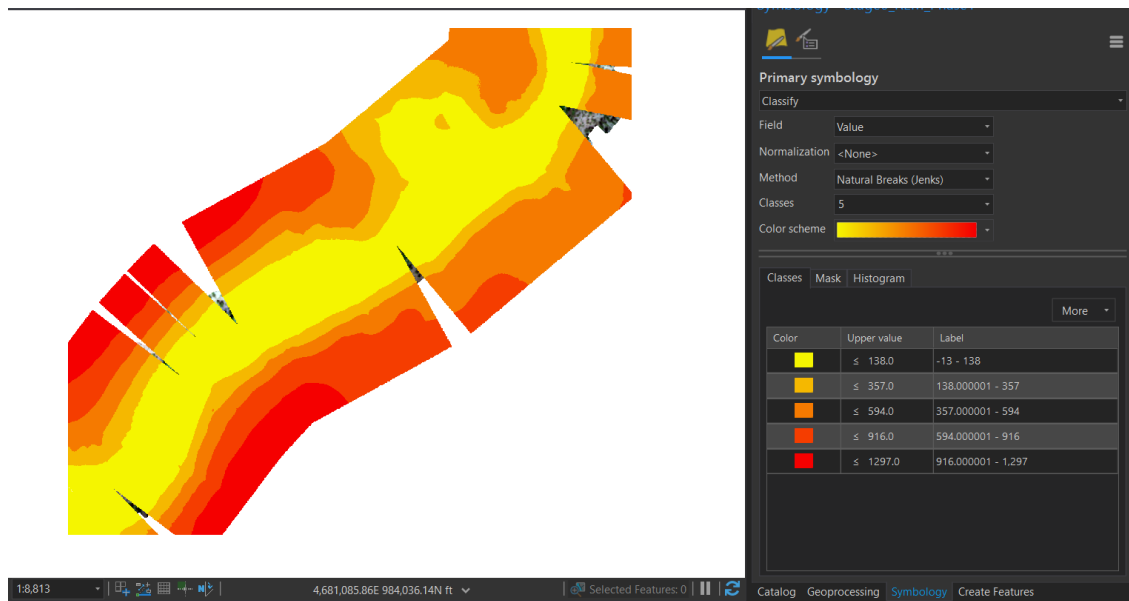 Primary symbology
Classify
Field Value
Normalization <None>
Method Natural Breaks (Jenks)
Classes 5
Color scheme
Classes Mask Histogram
More
Color Upper value Label
≤ 138.0 -13 - 138
≤ 357.0 138.000001 - 357
≤ 594.0 357.000001 - 594
≤ 916.0 594.000001 - 916
≤ 1297.0 916.000001 - 1,297
1:8,813 4,681,085.86E 984,036.14N ft Selected Features: 0
Catalog Geoprocessing Symbology Create Features